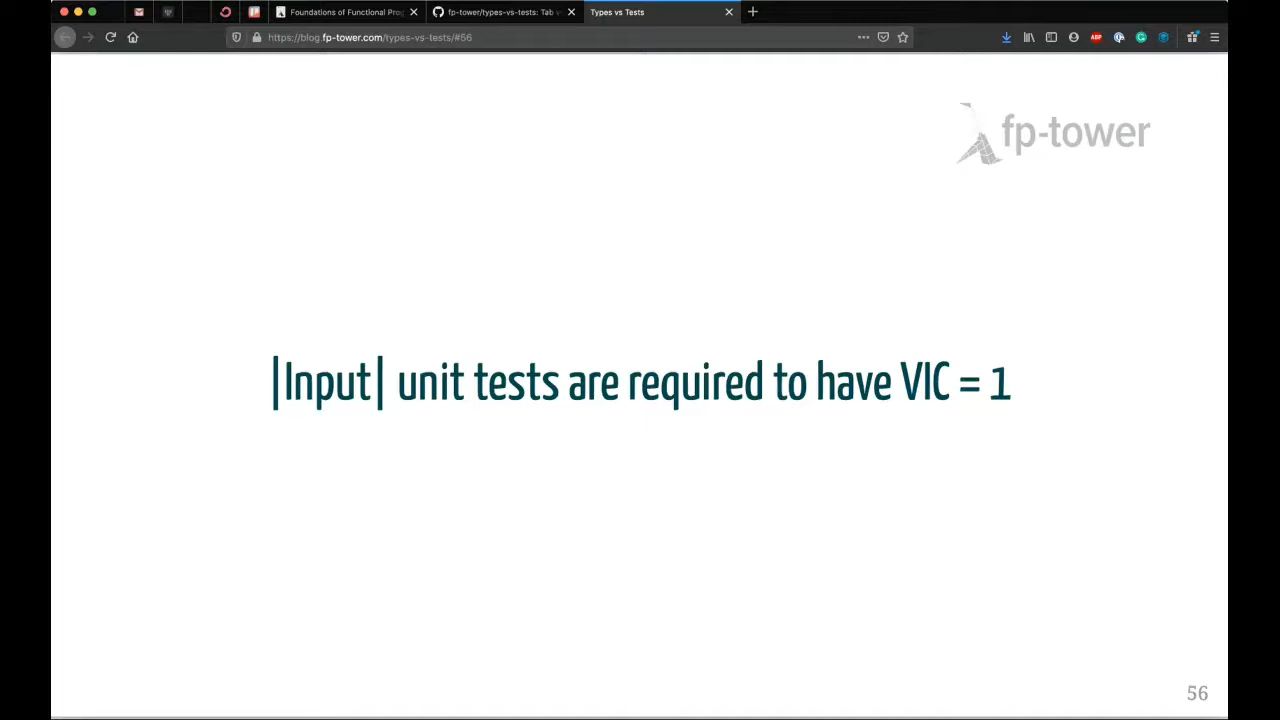 Foundations of Functional Prog
fp-tower/types-vs-tests: Tab v
Types vs Tests
https://blog.fp-tower.com/types-vs-tests/#56
ABP
fp-tower
|Input| unit tests are required to have VIC = 1
56